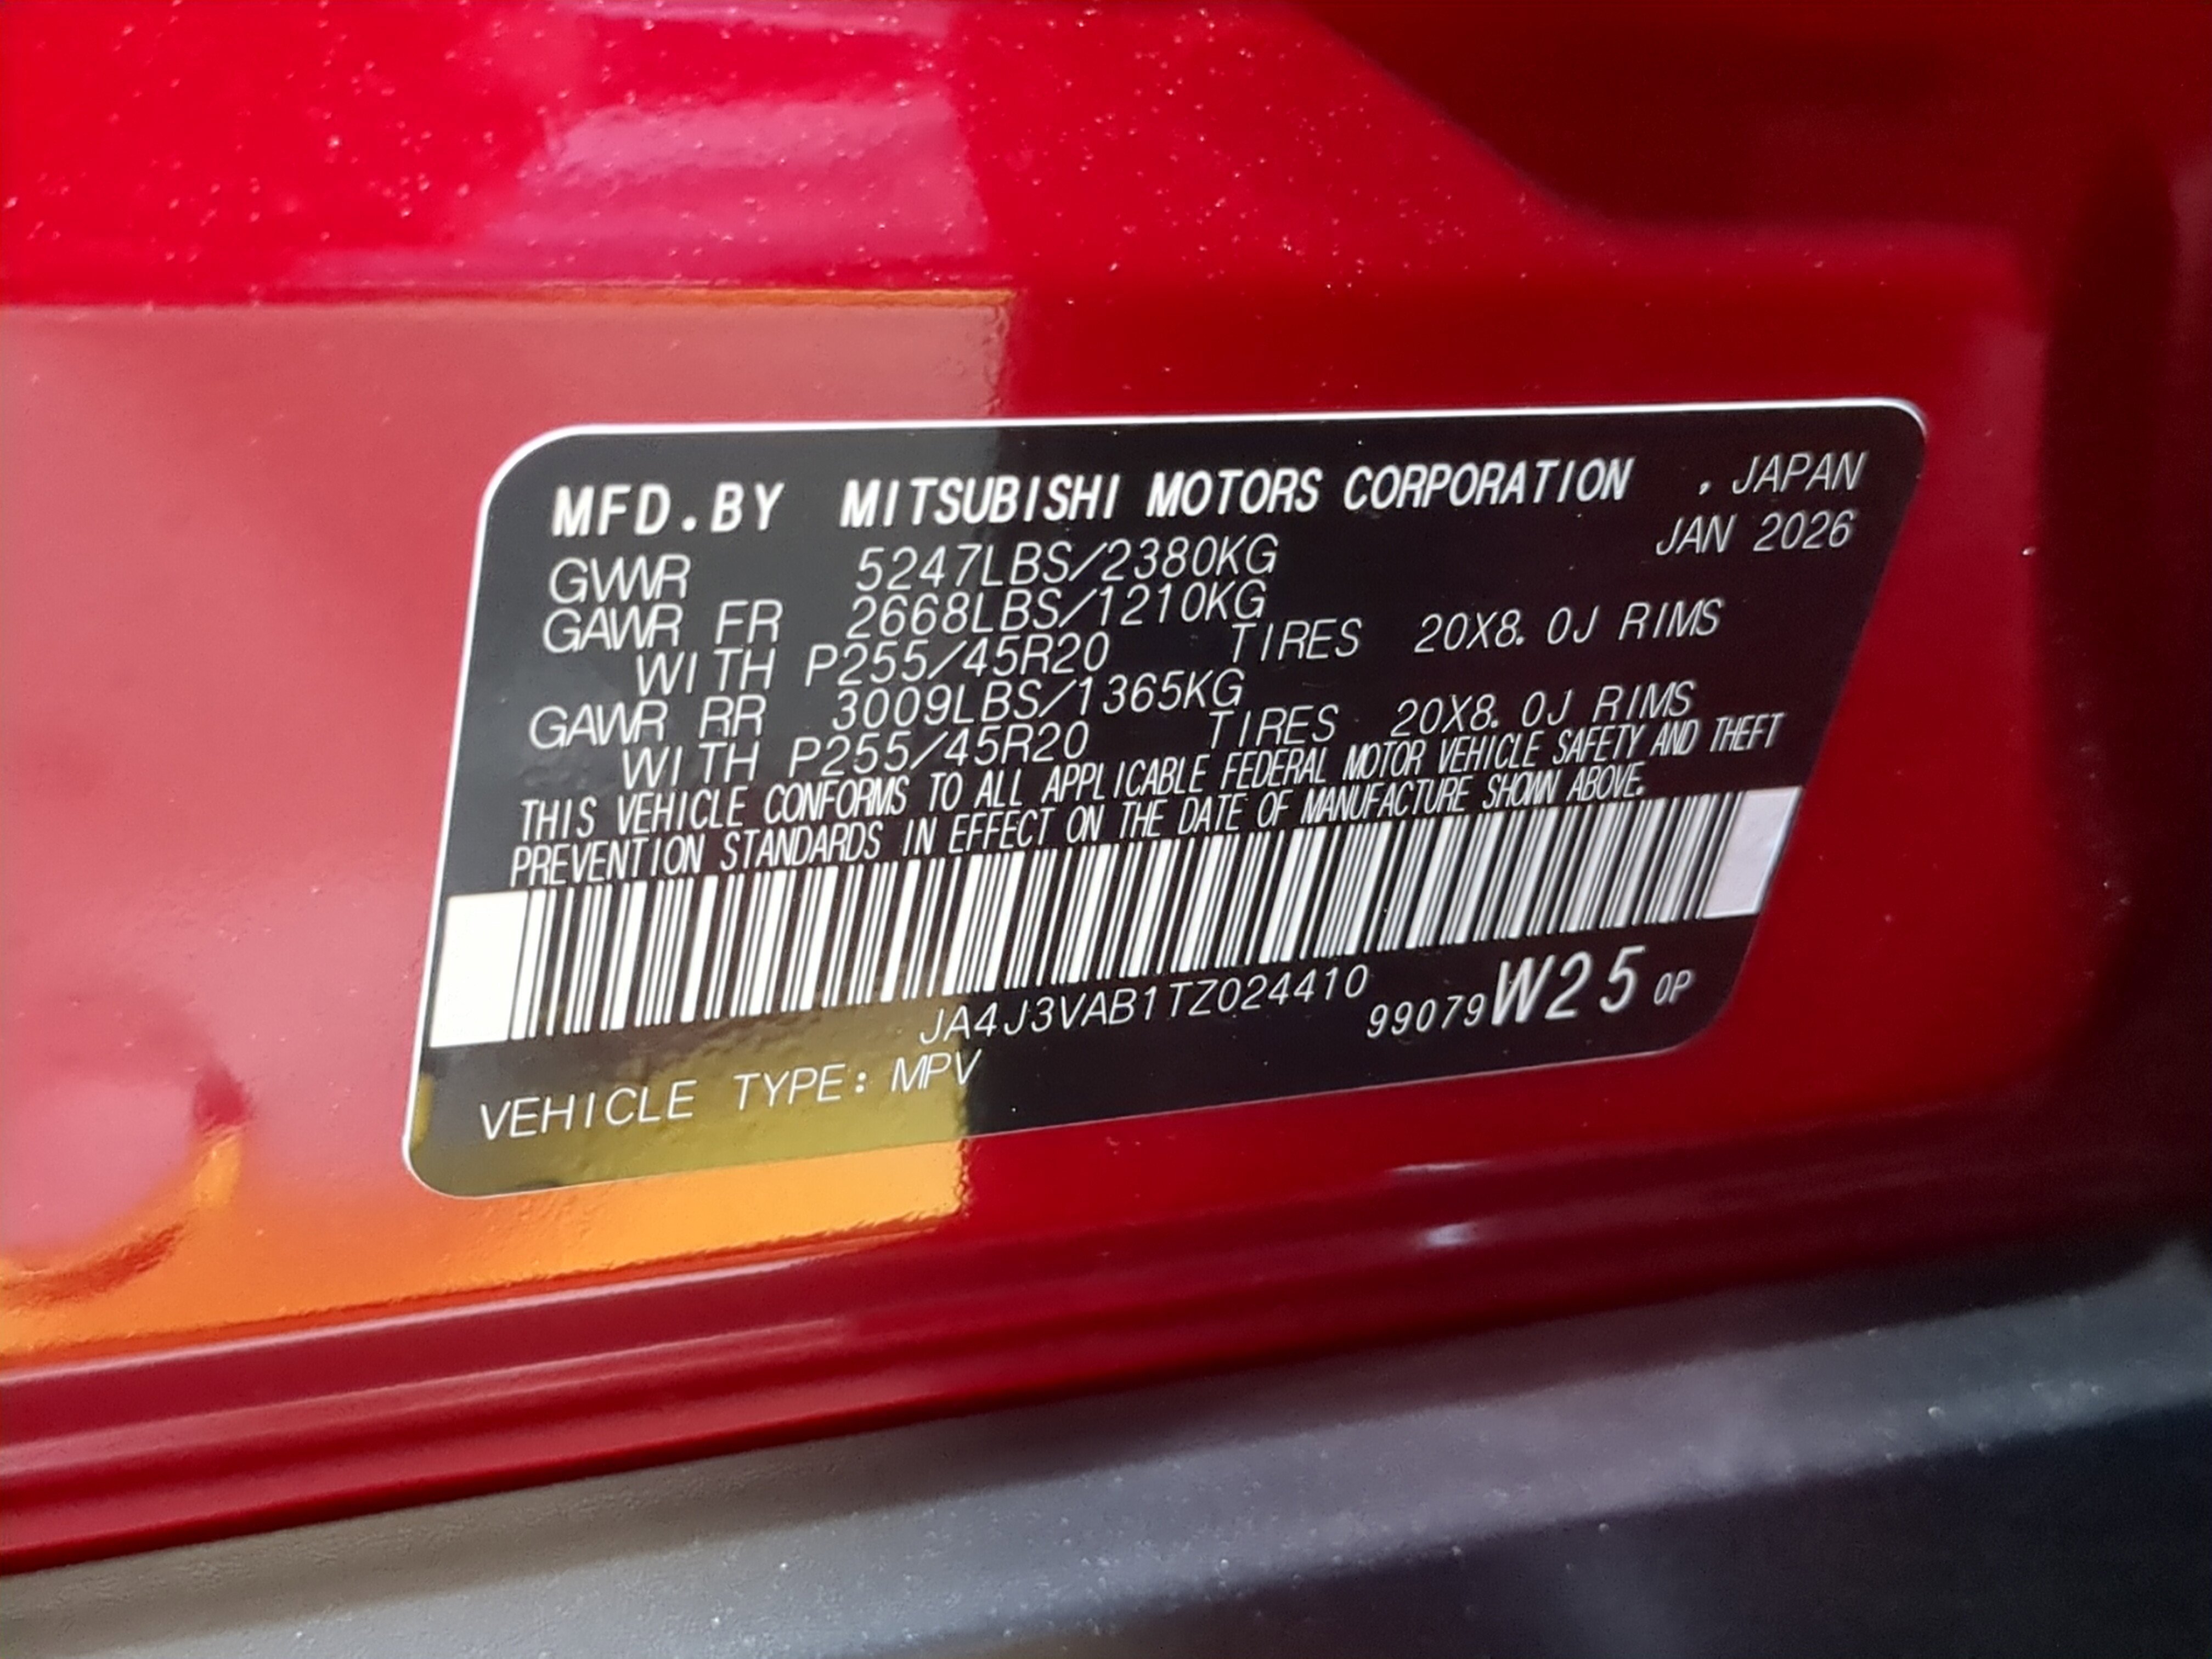 MFD.BY MITSUBISHI MOTORS CORPORATION , JAPAN
JAN 2026
GVWR 5247LBS/2380KG
GAWR FR 2668LBS/1210KG
WITH P255/45R20 TIRES 20X8.0J RIMS
GAWR RR 3009LBS/1365KG
WITH P255/45R20 TIRES 20X8.0J RIMS
THIS VEHICLE CONFORMS TO ALL APPLICABLE FEDERAL MOTOR VEHICLE SAFETY AND THEFT
PREVENTION STANDARDS IN EFFECT ON THE DATE OF MANUFACTURE SHOWN ABOVE.
JA4J3VAB1TZ024410
99079W25 OP
VEHICLE TYPE: MPV